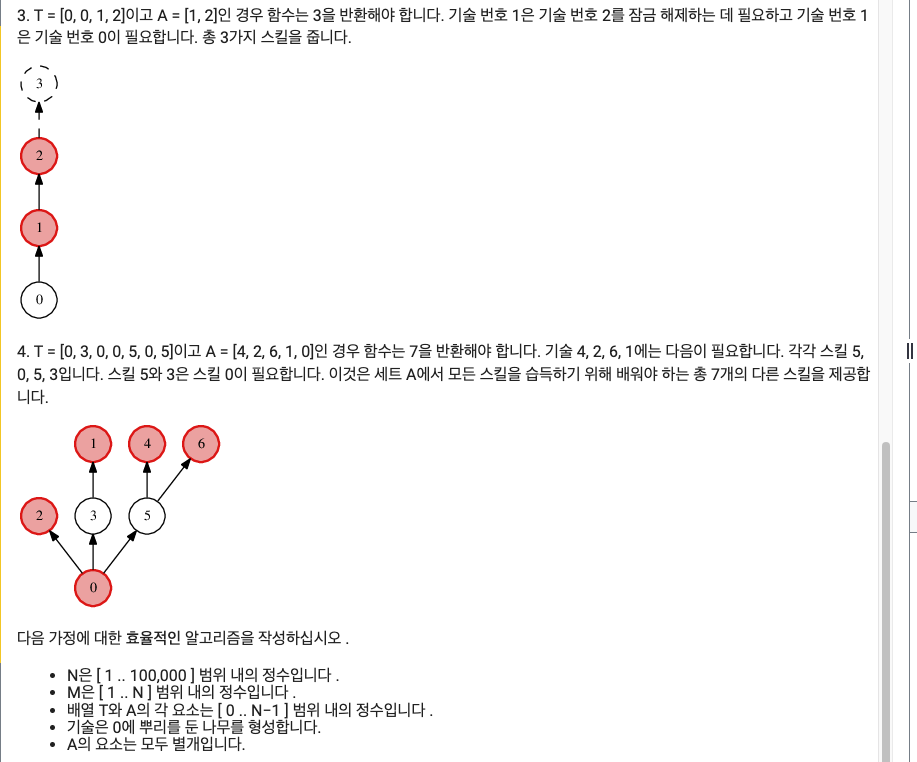 3. T = [0, 0, 1, 2]이고 A = [1, 2]인 경우 함수는 3을 반환해야 합니다. 기술 번호 1은 기술 번호 2를 잠금 해제하는 데 필요하고 기술 번호 1
은 기술 번호 0이 필요합니다. 총 3가지 스킬을 줍니다.
3
2
1
0
4. T = [0, 3, 0, 0, 5, 0, 5]이고 A = [4, 2, 6, 1, 0]인 경우 함수는 7을 반환해야 합니다. 기술 4, 2, 6, 1에는 다음이 필요합니다. 각각 스킬 5,
0, 5, 3입니다. 스킬 5와 3은 스킬 0이 필요합니다. 이것은 세트 A에서 모든 스킬을 습득하기 위해 배워야 하는 총 7개의 다른 스킬을 제공합
니다.
1 4 6
2 3 5
0
다음 가정에 대한 효율적인 알고리즘을 작성하십시오 .
• N은 [ 1 .. 100,000 ] 범위 내의 정수입니다 .
• M은 [ 1 .. N ] 범위 내의 정수입니다 .
• 배열 T와 A의 각 요소는 [ 0 .. N−1 ] 범위 내의 정수입니다 .
• 기술은 0에 뿌리를 둔 나무를 형성합니다.
• A의 요소는 모두 별개입니다.